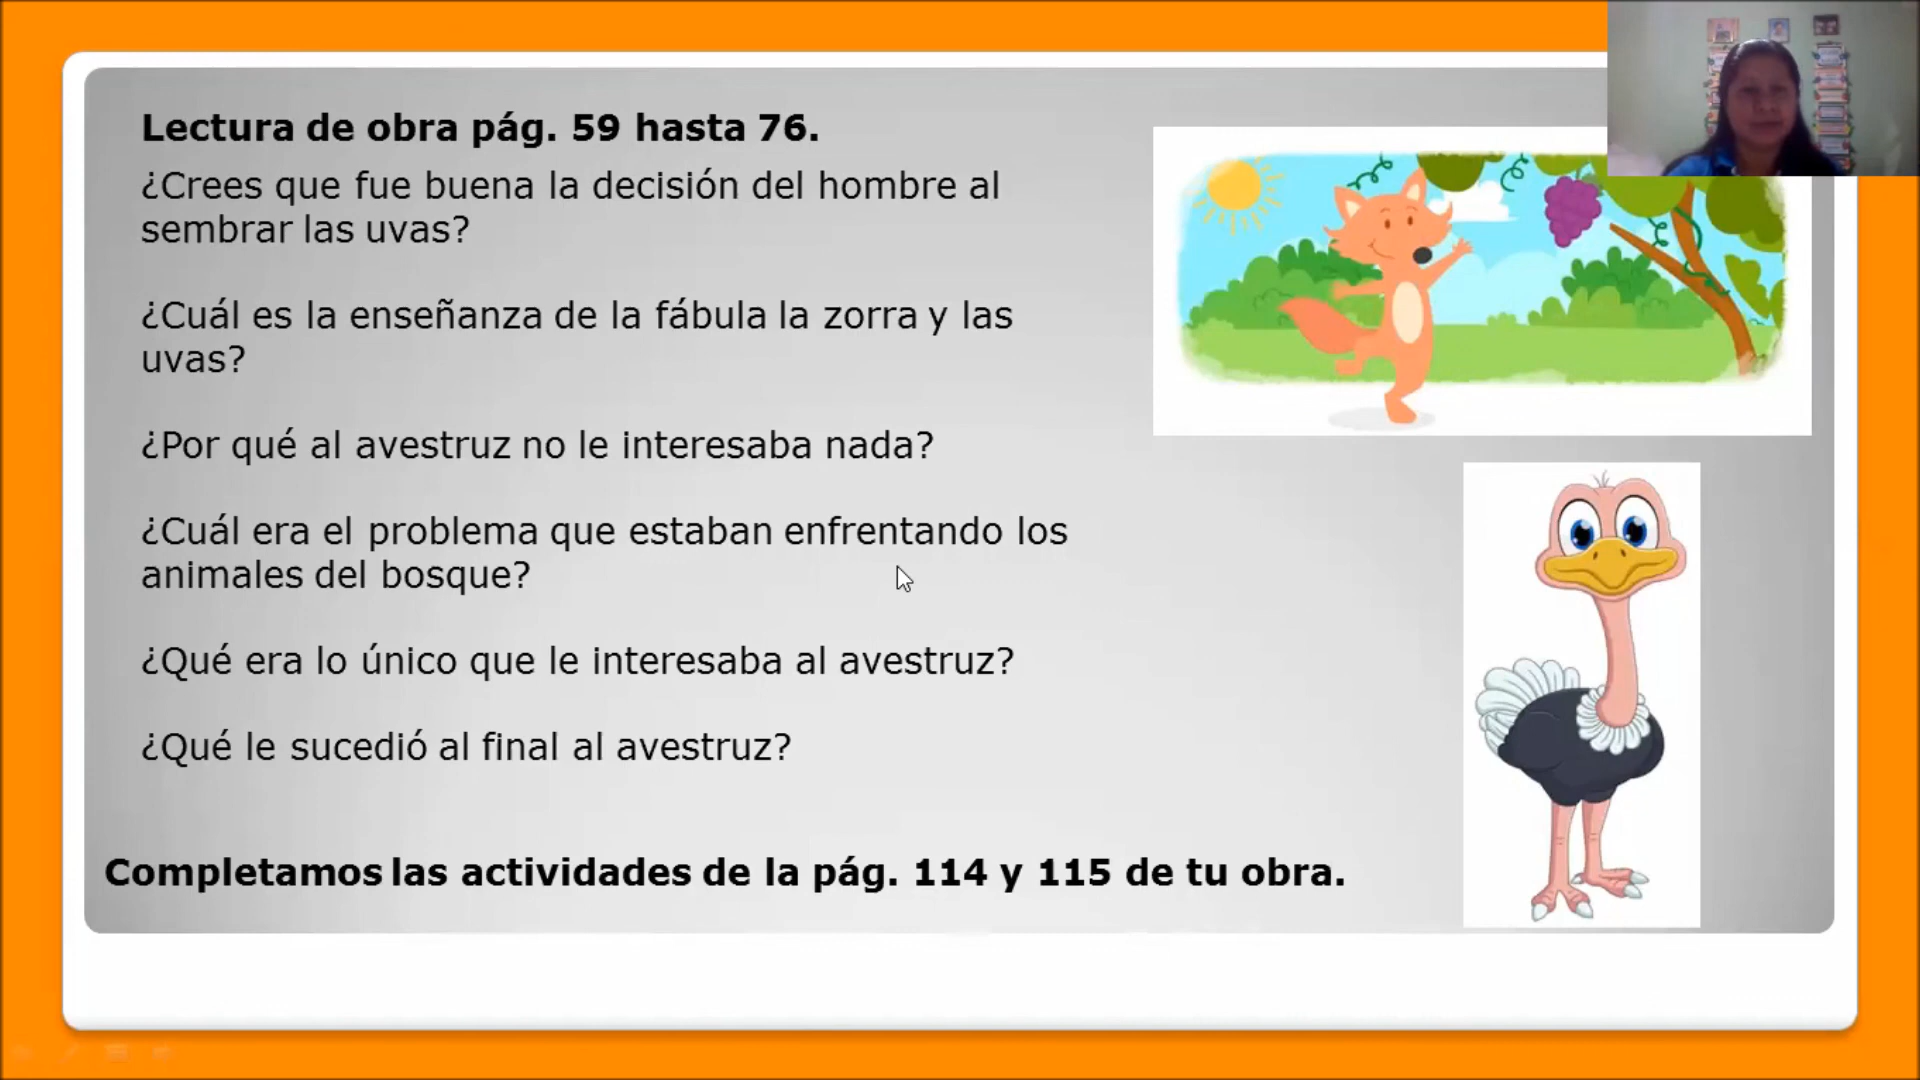 Lectura de obra pág. 59 hasta 76.
¿Crees que fue buena la decisión del hombre al
sembrar las uvas?
¿Cuál es la enseñanza de la fábula la zorra y las
uvas?
¿Por qué al avestruz no le interesaba nada?
¿Cuál era el problema que estaban enfrentando los
animales del bosque?
¿Qué era lo único que le interesaba al avestruz?
¿Qué le sucedió al final al avestruz?
Completamos las actividades de la pág. 114 y 115 de tu obra.